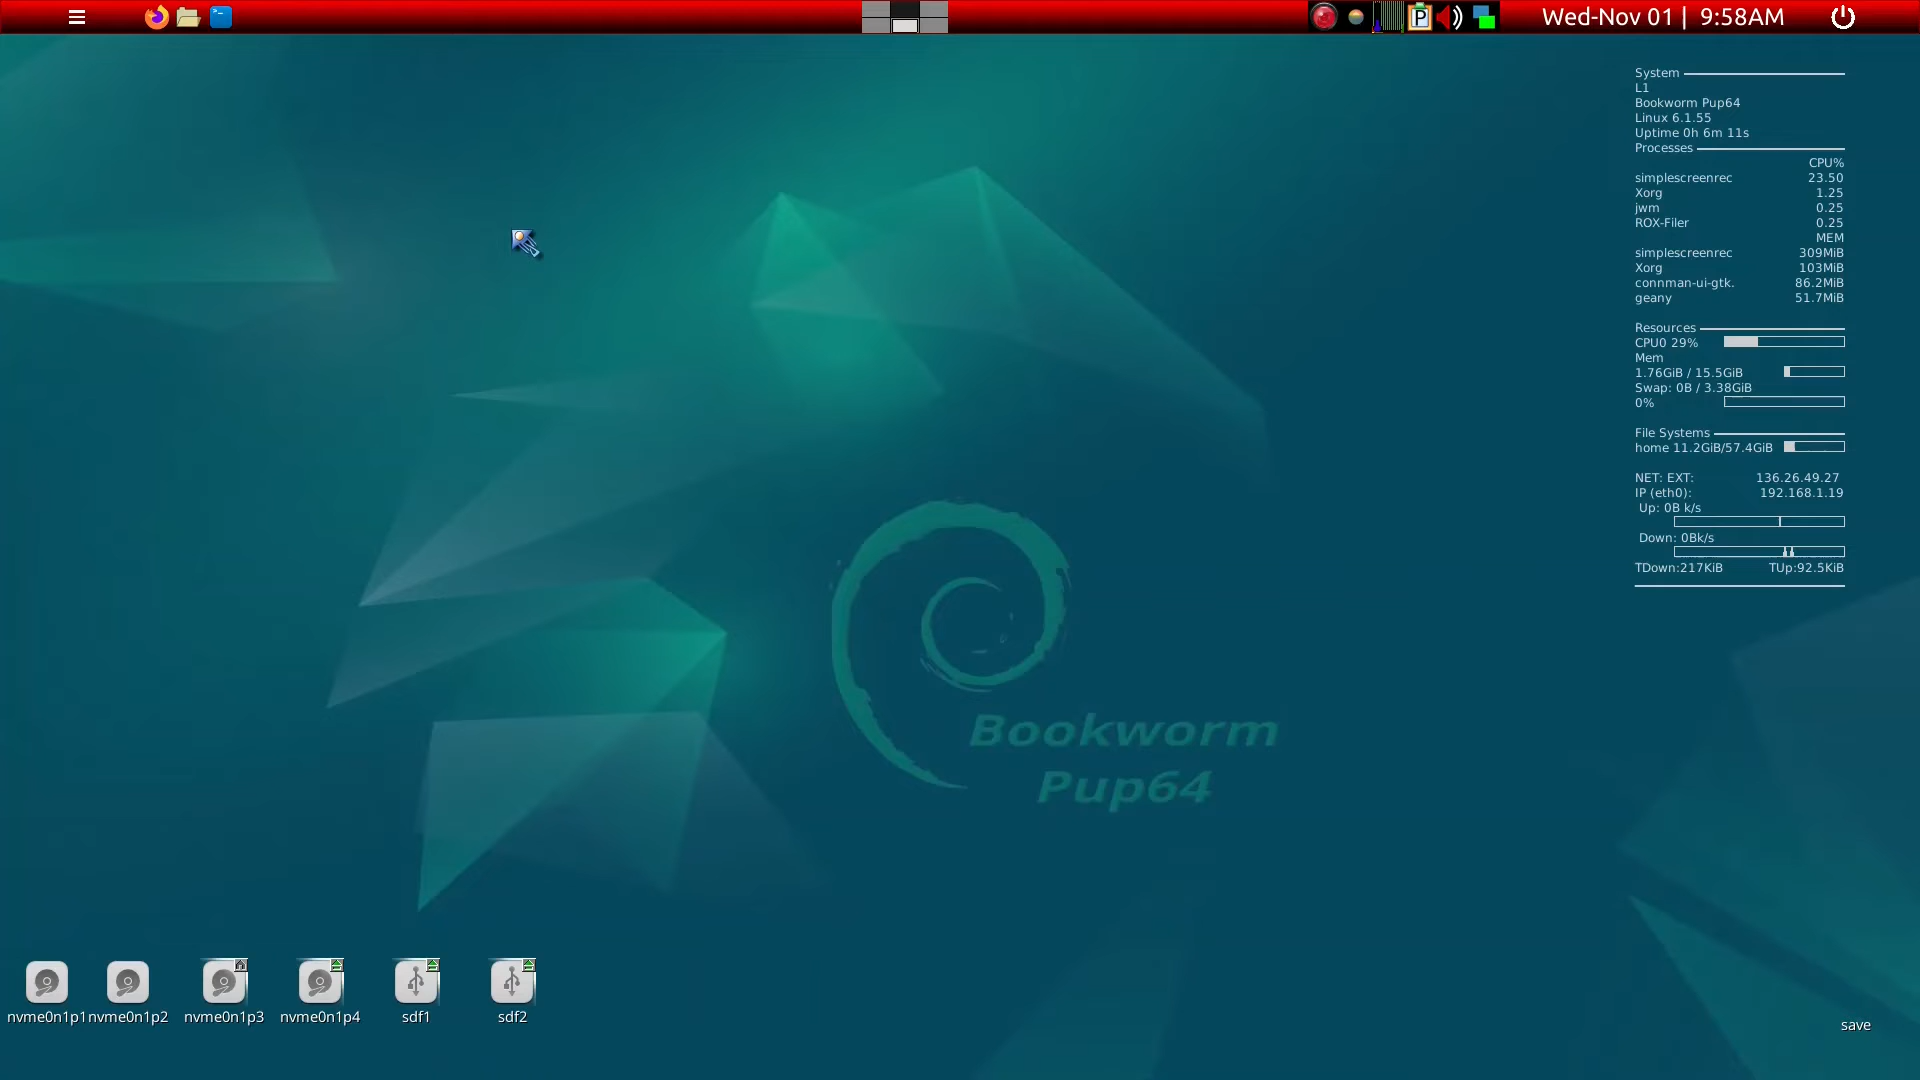 Wed-Nov 01 | 9:58AM
System
L1
Bookworm Pup64
Linux 6.1.55
Uptime 0h 6m 11s
Processes
CPU%
simplescreenrec 23.50
Xorg 1.25
jwm 0.25
ROX-Filer 0.25
MEM
simplescreenrec 309MiB
Xorg 103MiB
connman-ui-gtk. 86.2MiB
geany 51.7MiB
Resources
CPU0 29%
Mem
1.76GiB / 15.5GiB
Swap: 0B / 3.38GiB
0%
File Systems
home 11.2GiB/57.4GiB
NET: EXT: 136.26.49.27
IP (eth0): 192.168.1.19
Up: 0B k/s
Down: 0Bk/s
TDown:217KiB TUp:92.5KiB
Bookworm
Pup64
nvme0n1p1 nvme0n1p2 nvme0n1p3 nvme0n1p4 sdf1 sdf2
save